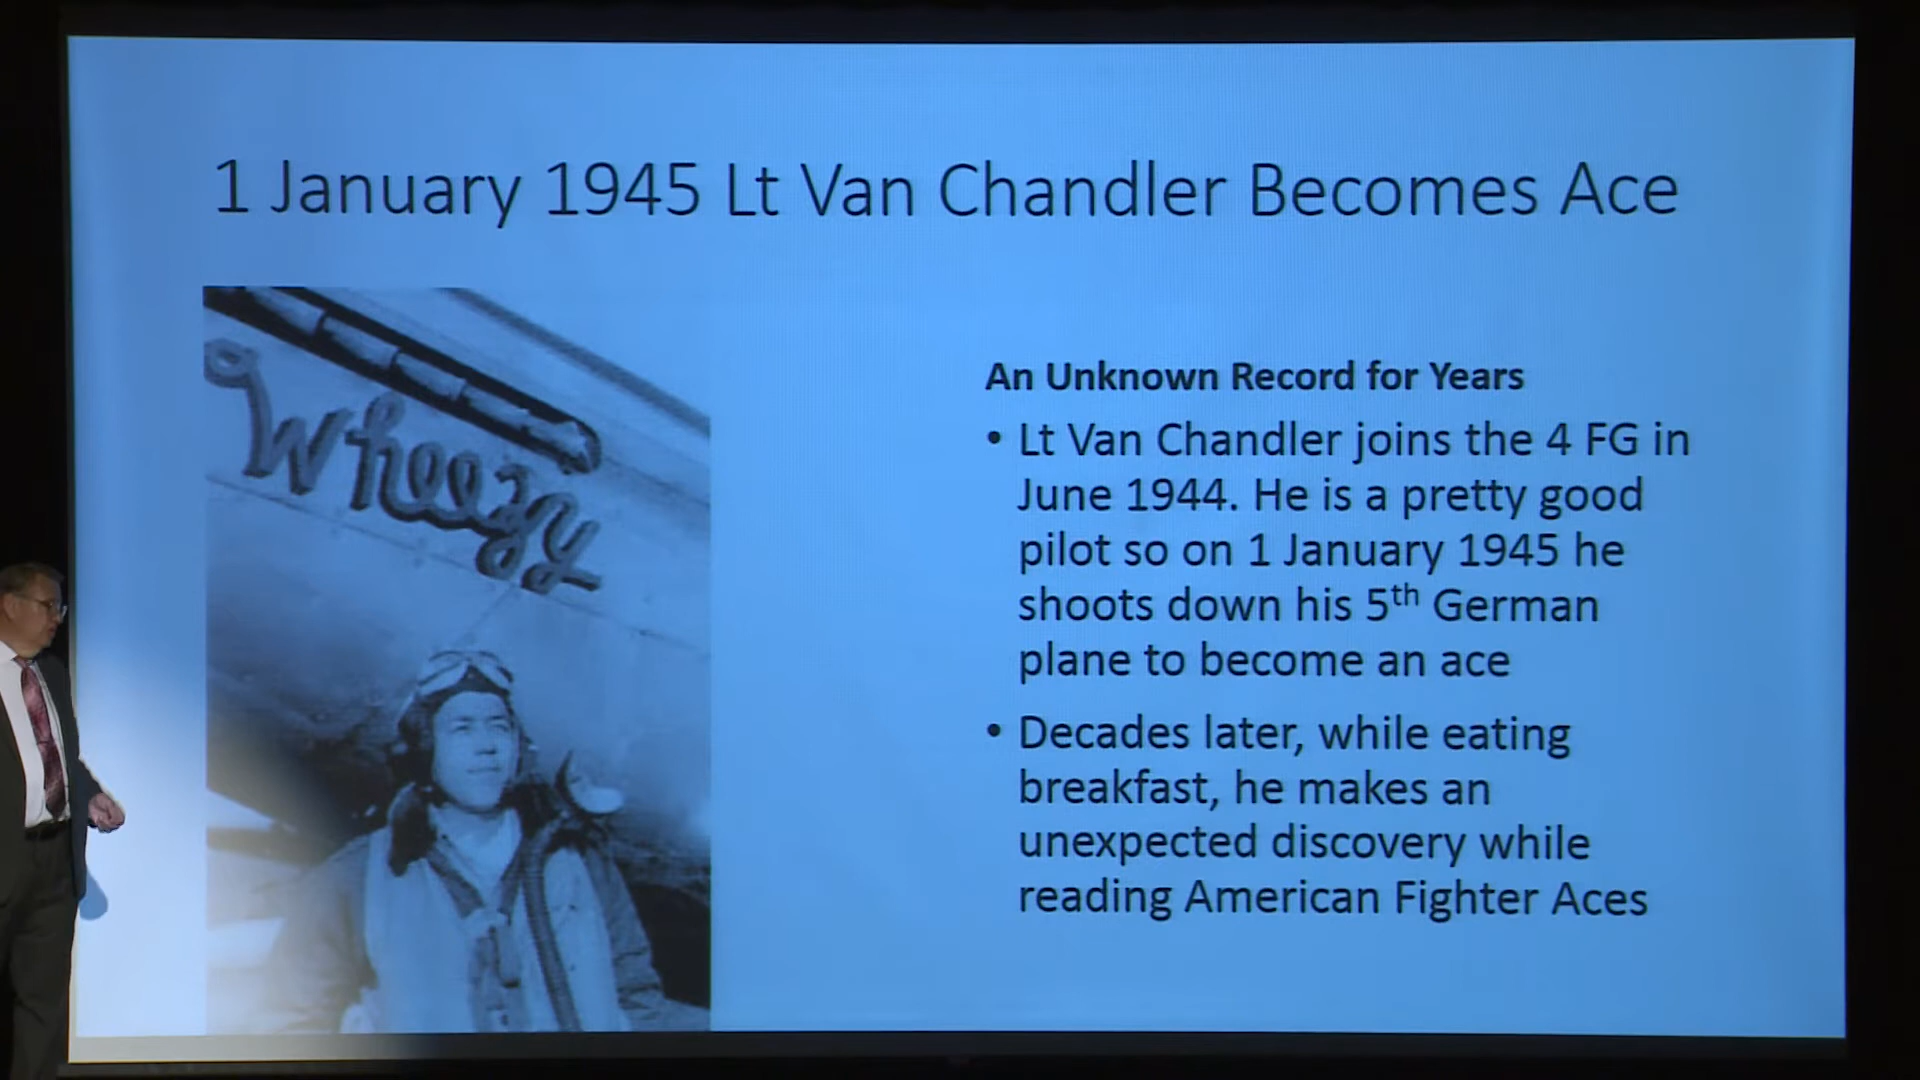 1 January 1945 Lt Van Chandler Becomes Ace
Wheezy
An Unknown Record for Years
• Lt Van Chandler joins the 4 FG in
June 1944. He is a pretty good
pilot so on 1 January 1945 he
shoots down his 5th German
plane to become an ace
• Decades later, while eating
breakfast, he makes an
unexpected discovery while
reading American Fighter Aces